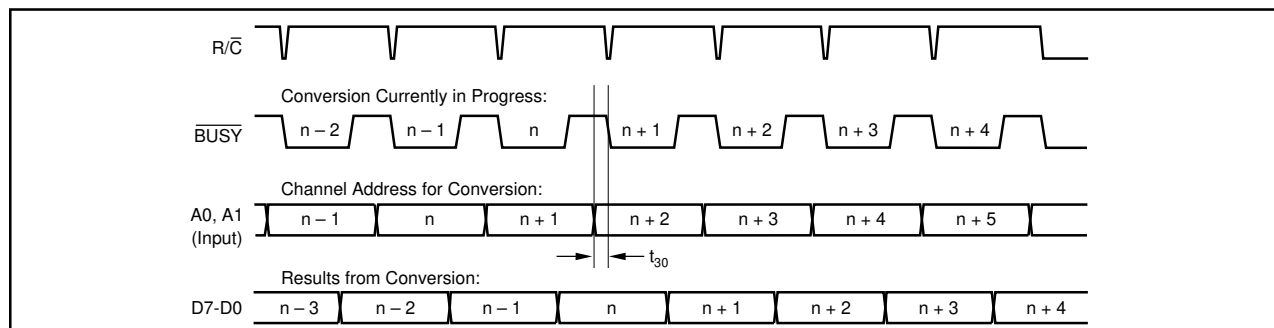 R/C̅
Conversion Currently in Progress:
B̅U̅S̅Y̅ n – 2 n – 1 n n + 1 n + 2 n + 3 n + 4
Channel Address for Conversion:
A0, A1
(Input) n – 1 n n + 1 n + 2 n + 3 n + 4 n + 5
t30
Results from Conversion:
D7-D0 n – 3 n – 2 n – 1 n n + 1 n + 2 n + 3 n + 4